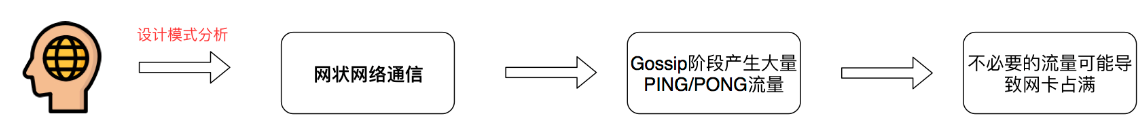 设计模式分析
网状网络通信
Gossip阶段产生大量
PING/PONG流量
不必要的流量可能导
致网卡占满